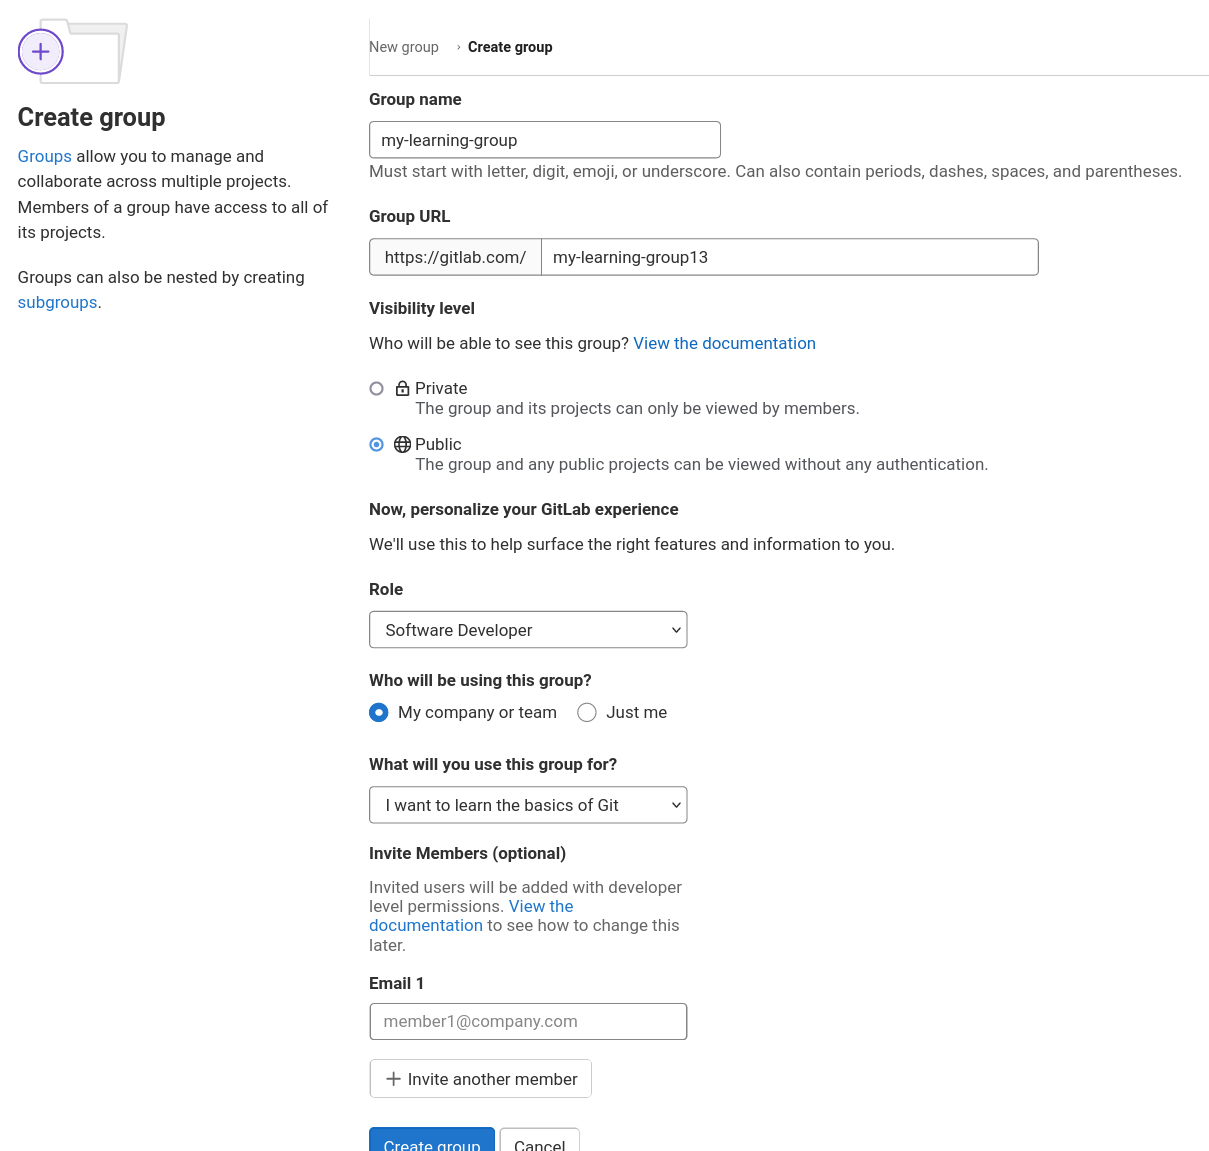 Create group
Groups allow you to manage and
collaborate across multiple projects.
Members of a group have access to all of
its projects.
Groups can also be nested by creating
subgroups.
New group › Create group
Group name
my-learning-group
Must start with letter, digit, emoji, or underscore. Can also contain periods, dashes, spaces, and parentheses.
Group URL
https://gitlab.com/ my-learning-group13
Visibility level
Who will be able to see this group? View the documentation
Private
The group and its projects can only be viewed by members.
Public
The group and any public projects can be viewed without any authentication.
Now, personalize your GitLab experience
We'll use this to help surface the right features and information to you.
Role
Software Developer
Who will be using this group?
My company or team Just me
What will you use this group for?
I want to learn the basics of Git
Invite Members (optional)
Invited users will be added with developer
level permissions. View the
documentation to see how to change this
later.
Email 1
member1@company.com
Invite another member
Create group Cancel